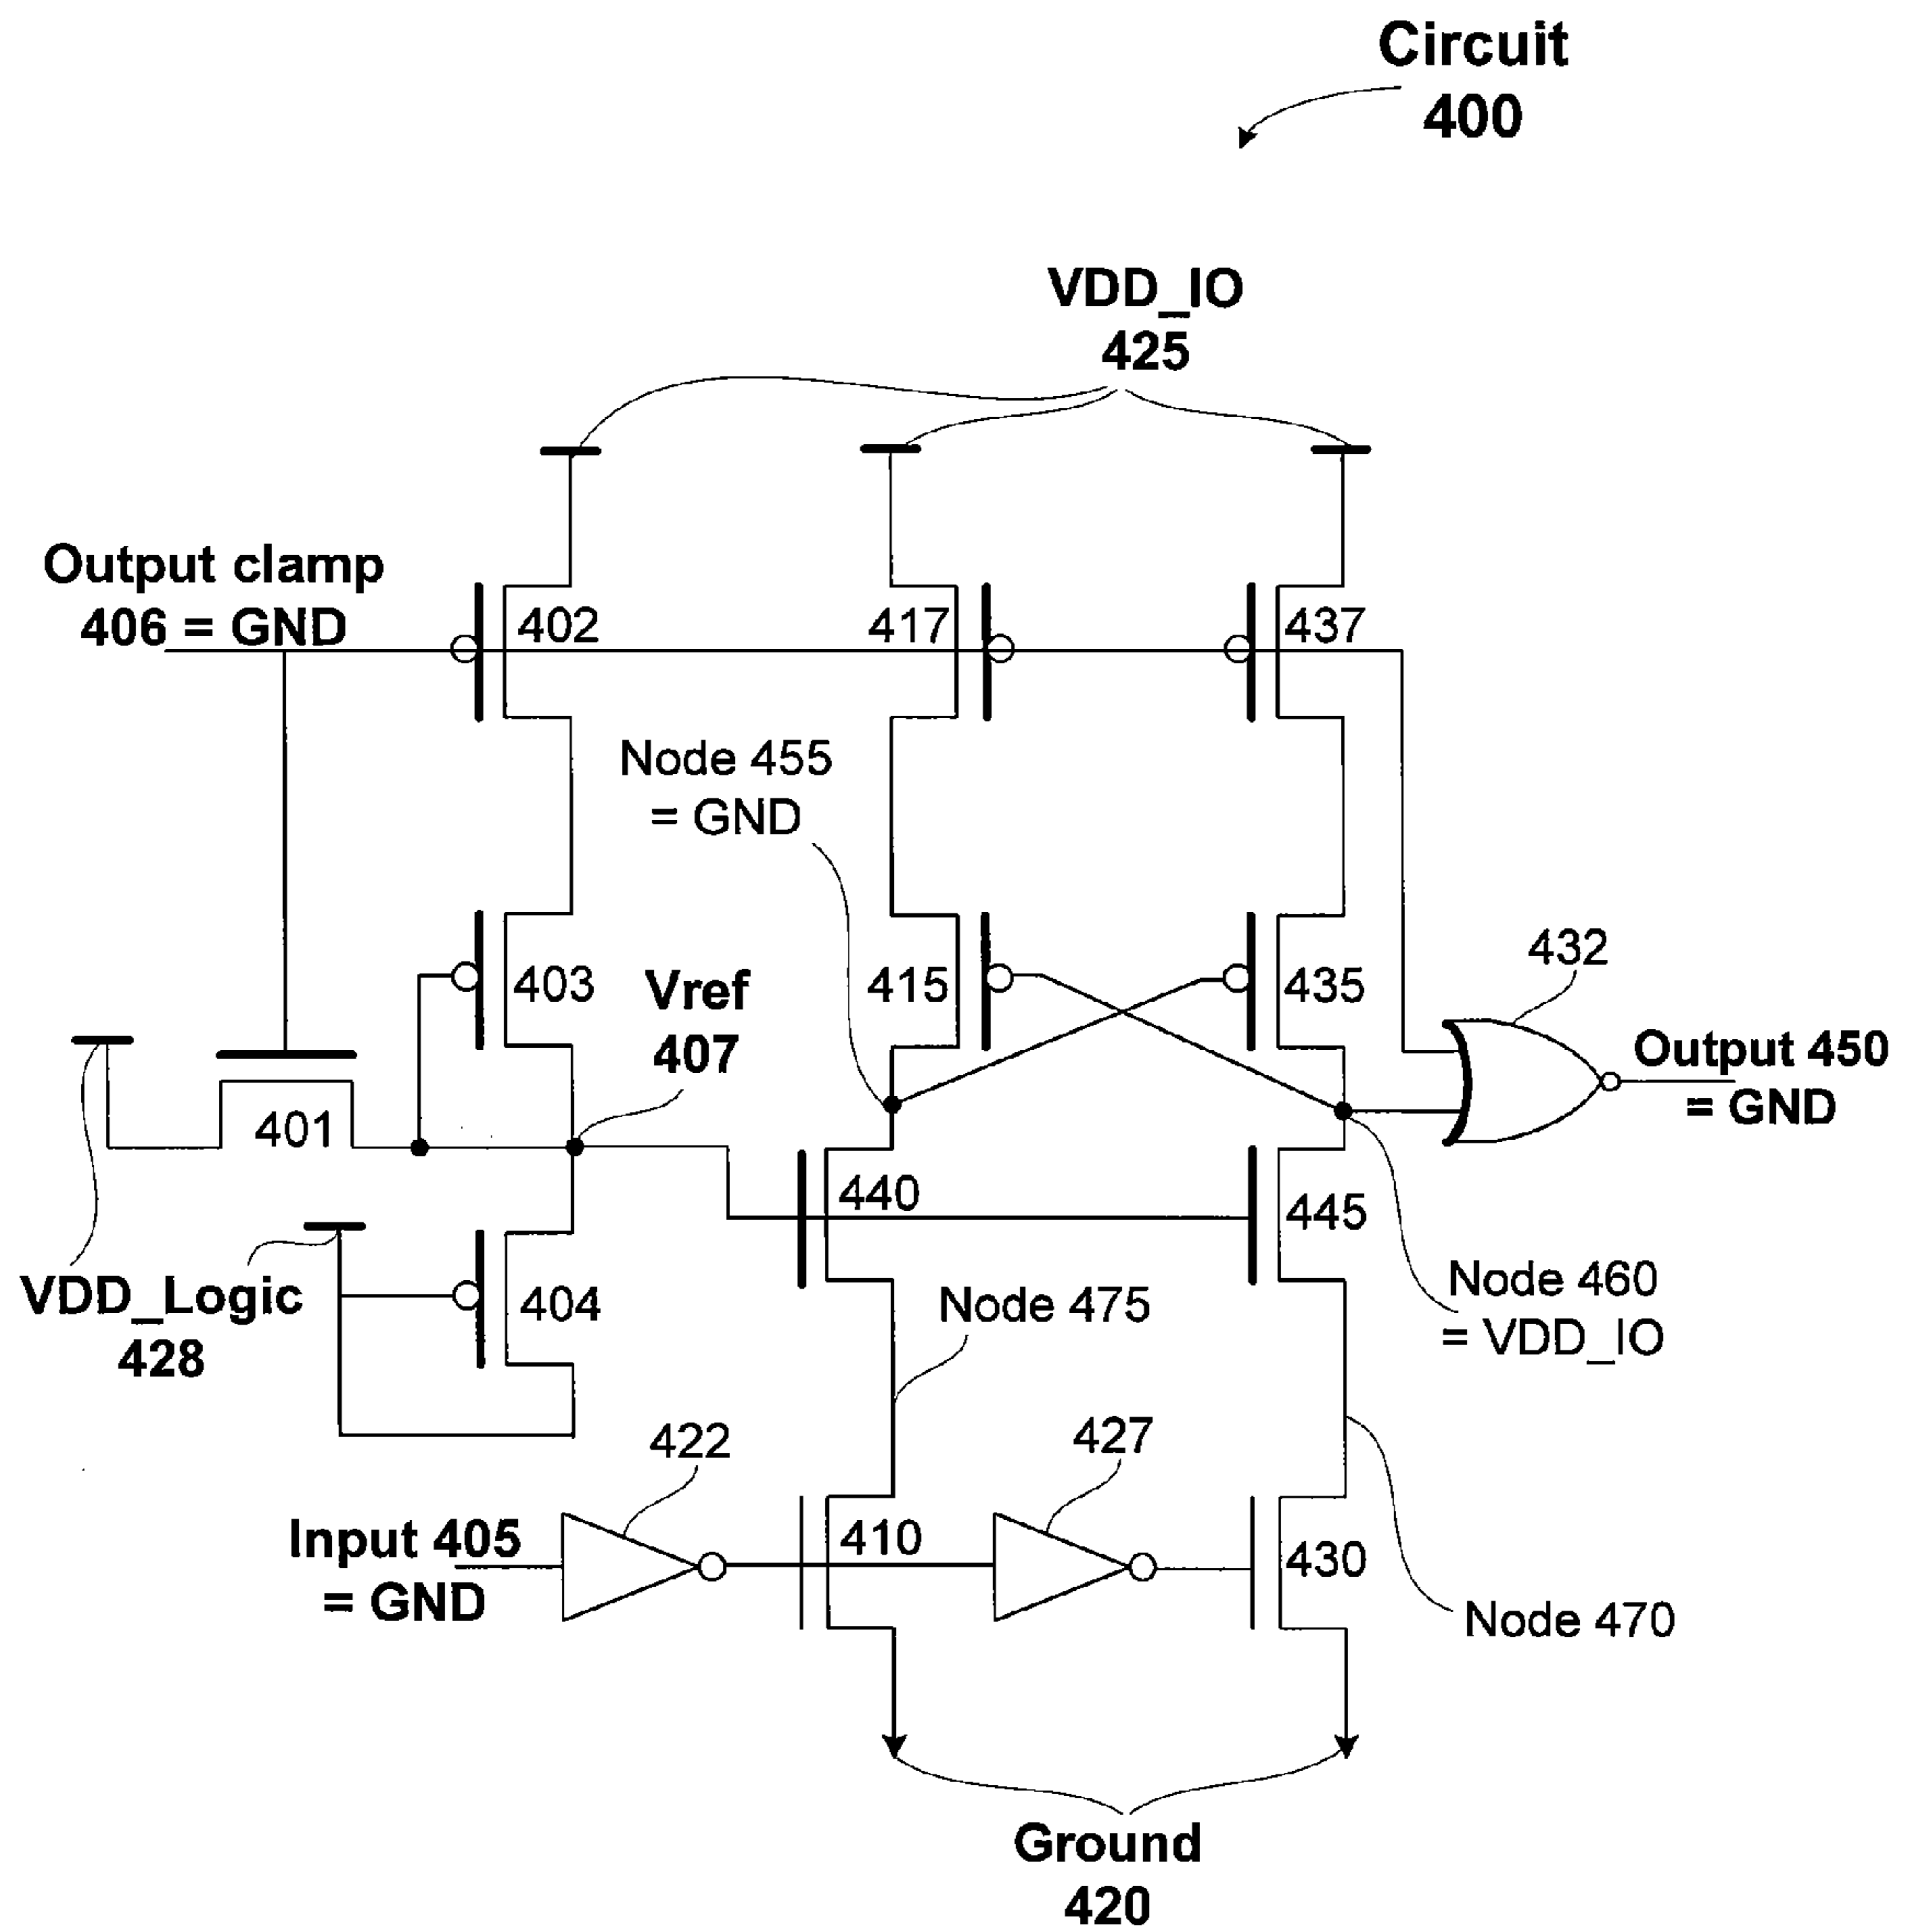 Circuit
400
VDD_IO
425
Output clamp
406 = GND
402
417
437
Node 455
= GND
403
Vref
407
415
435
432
Output 450
= GND
401
440
445
VDD_Logic
428
404
Node 475
Node 460
= VDD_IO
422
427
Input 405
= GND
410
430
Node 470
Ground
420